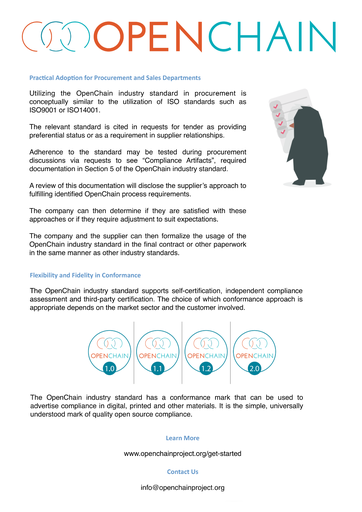 OPENCHAIN
Practical Adoption for Procurement and Sales Departments
Utilizing the OpenChain industry standard in procurement is
conceptually similar to the utilization of ISO standards such as
ISO9001 or ISO14001.
The relevant standard is cited in requests for tender as providing
preferential status or as a requirement in supplier relationships.
Adherence to the standard may be tested during procurement
discussions via requests to see “Compliance Artifacts”, required
documentation in Section 5 of the OpenChain industry standard.
A review of this documentation will disclose the supplier’s approach to
fulfilling identified OpenChain process requirements.
The company can then determine if they are satisfied with these
approaches or if they require adjustment to suit expectations.
The company and the supplier can then formalize the usage of the
OpenChain industry standard in the final contract or other paperwork
in the same manner as other industry standards.
Flexibility and Fidelity in Conformance
The OpenChain industry standard supports self-certification, independent compliance
assessment and third-party certification. The choice of which conformance approach is
appropriate depends on the market sector and the customer involved.
OPENCHAIN OPENCHAIN OPENCHAIN OPENCHAIN
1.0 1.1 1.2 2.0
The OpenChain industry standard has a conformance mark that can be used to
advertise compliance in digital, printed and other materials. It is the simple, universally
understood mark of quality open source compliance.
Learn More
www.openchainproject.org/get-started
Contact Us
info@openchainproject.org